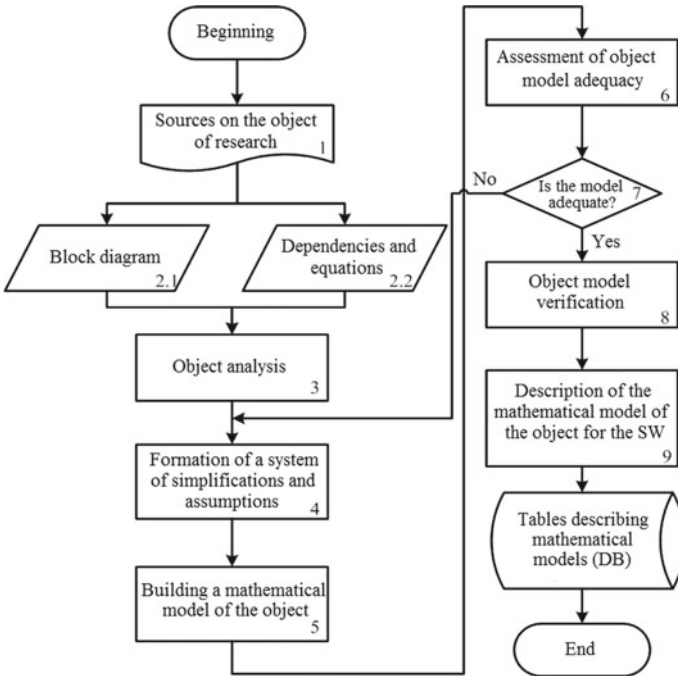 Beginning
Sources on the object
of research
1
Block diagram
2.1
Dependencies and
equations
2.2
Object analysis
3
Formation of a system
of simplifications and
assumptions
4
Building a mathematical
model of the object
5
Assessment of object
model adequacy
6
Is the model
adequate?
7
No
Yes
Object model
verification
8
Description of the
mathematical model of
the object for the SW
9
Tables describing
mathematical
models (DB)
End